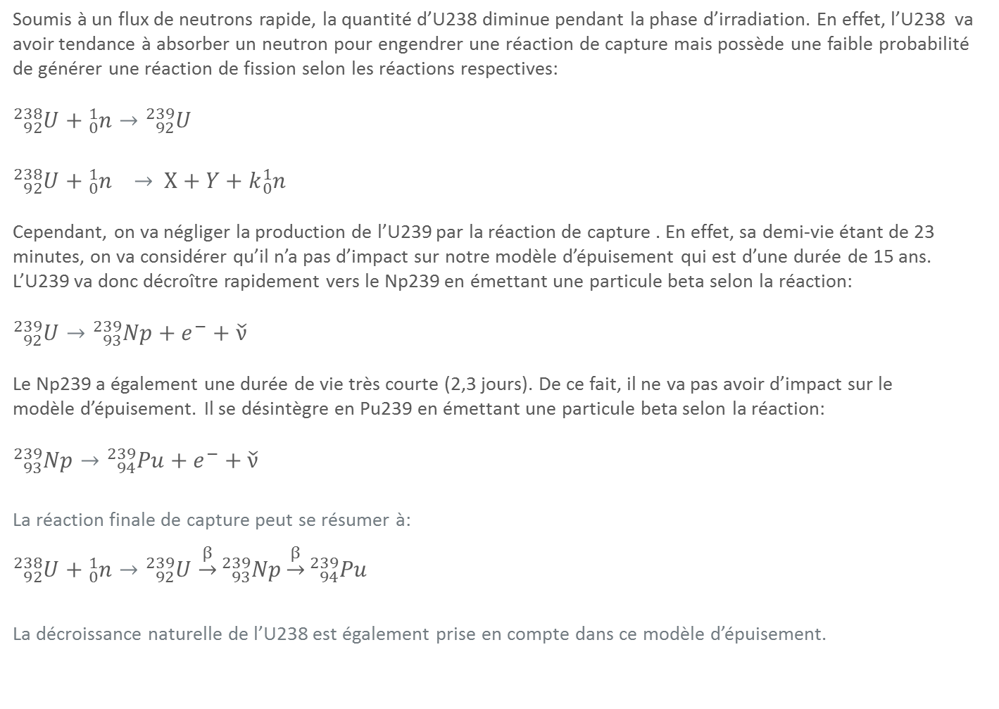 Soumis à un flux de neutrons rapide, la quantité d’U238 diminue pendant la phase d’irradiation. En effet, l’U238 va
avoir tendance à absorber un neutron pour engendrer une réaction de capture mais possède une faible probabilité
de générer une réaction de fission selon les réactions respectives:
$^{238}_{92}U + ^{1}_{0}n \rightarrow ^{239}_{92}U$
$^{238}_{92}U + ^{1}_{0}n \rightarrow X + Y + k^{1}_{0}n$
Cependant, on va négliger la production de l’U239 par la réaction de capture . En effet, sa demi-vie étant de 23
minutes, on va considérer qu’il n’a pas d’impact sur notre modèle d’épuisement qui est d’une durée de 15 ans.
L’U239 va donc décroître rapidement vers le Np239 en émettant une particule beta selon la réaction:
$^{239}_{92}U \rightarrow ^{239}_{93}Np + e^{-} + \check{\nu}$
Le Np239 a également une durée de vie très courte (2,3 jours). De ce fait, il ne va pas avoir d’impact sur le
modèle d’épuisement. Il se désintègre en Pu239 en émettant une particule beta selon la réaction:
$^{239}_{93}Np \rightarrow ^{239}_{94}Pu + e^{-} + \check{\nu}$
La réaction finale de capture peut se résumer à:
$^{238}_{92}U + ^{1}_{0}n \rightarrow ^{239}_{92}U \xrightarrow{\beta} ^{239}_{93}Np \xrightarrow{\beta} ^{239}_{94}Pu$
La décroissance naturelle de l’U238 est également prise en compte dans ce modèle d’épuisement.